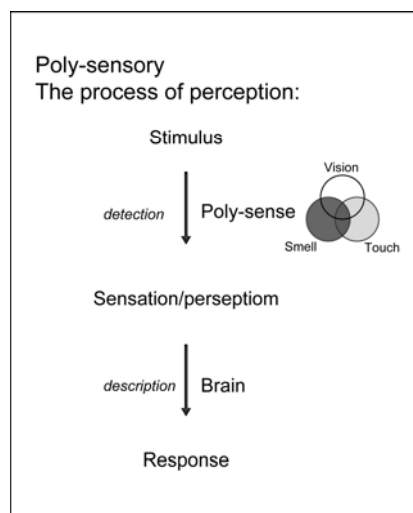 Poly-sensory
The process of perception:
Stimulus
Vision
detection Poly-sense
Smell Touch
Sensation/perseptiom
description Brain
Response